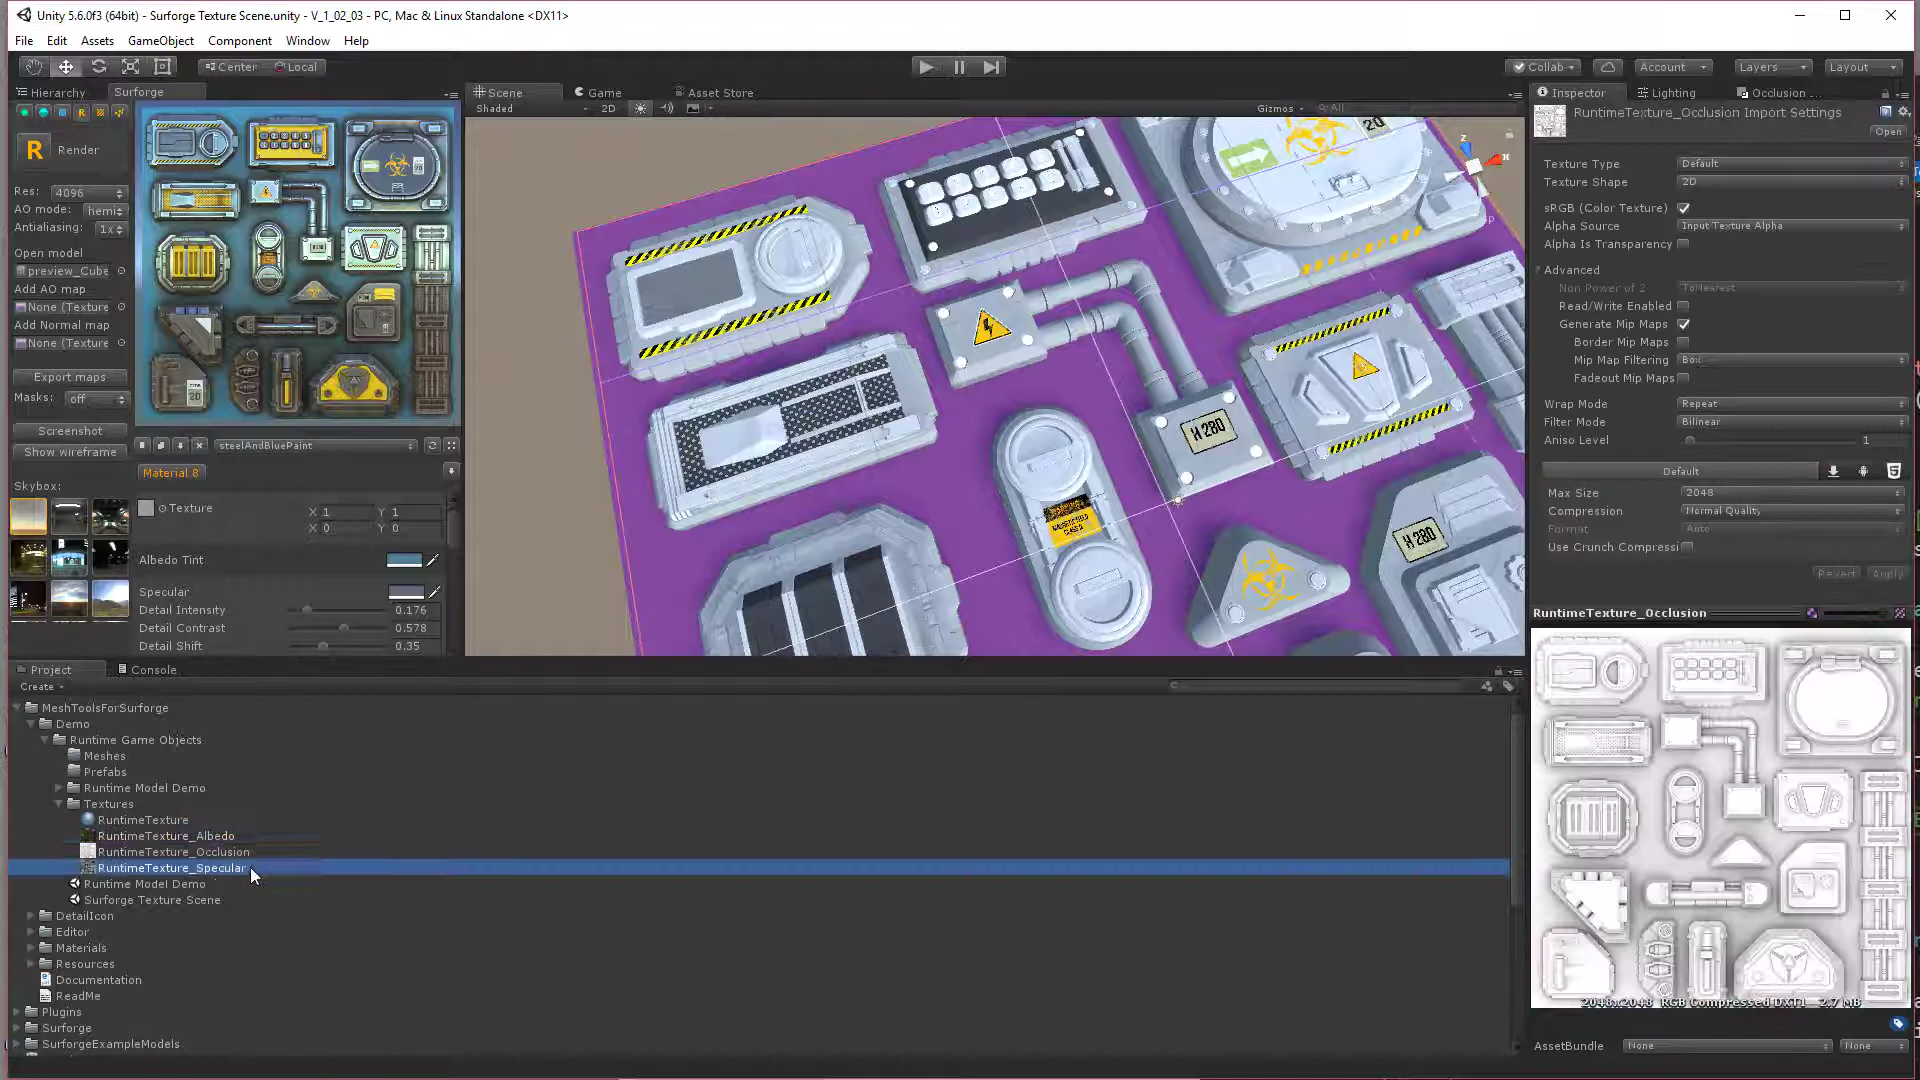 Unity 5.6.0f3 (64bit) - Surforge Texture Scene.unity - V_1_02_03 - PC, Mac & Linux Standalone <DX11>
File Edit Assets GameObject Component Window Help
Center Local
Collab Account Layers Layout
Hierarchy Surforge
Scene Game Asset Store
Inspector Lighting Occlusion...
Shaded 2D Gizmos All
R Render
Res: 4096
AO mode: hemi
Antialiasing: 1x
Open model
preview_Cube
Add AO map
None (Texture
Add Normal map
None (Texture
Export maps
Masks: off
Screenshot
Show wireframe
Skybox:
steelAndBluePaint
Material 8
Texture X 1 Y 1
X 0 Y 0
Albedo Tint
Specular
Detail Intensity 0.176
Detail Contrast 0.578
Detail Shift 0.35
20
H 280
H 280
Z
RuntimeTexture_Occlusion Import Settings
Open
Texture Type Default
Texture Shape 2D
sRGB (Color Texture)
Alpha Source Input Texture Alpha
Alpha Is Transparency
Advanced
Non Power of 2 ToNearest
Read/Write Enabled
Generate Mip Maps
Border Mip Maps
Mip Map Filtering Box
Fadeout Mip Maps
Wrap Mode Repeat
Filter Mode Bilinear
Aniso Level 1
Default
Max Size 2048
Compression Normal Quality
Format Auto
Use Crunch Compressi
Revert Apply
RuntimeTexture_Occlusion
2048x2048 RGB Compressed DXT1 2.7 MB
AssetBundle None None
Project Console
Create
MeshToolsForSurforge
Demo
Runtime Game Objects
Meshes
Prefabs
Runtime Model Demo
Textures
RuntimeTexture
RuntimeTexture_Albedo
RuntimeTexture_Occlusion
RuntimeTexture_Specular
Runtime Model Demo
Surforge Texture Scene
DetailIcon
Editor
Materials
Resources
Documentation
ReadMe
Plugins
Surforge
SurforgeExampleModels